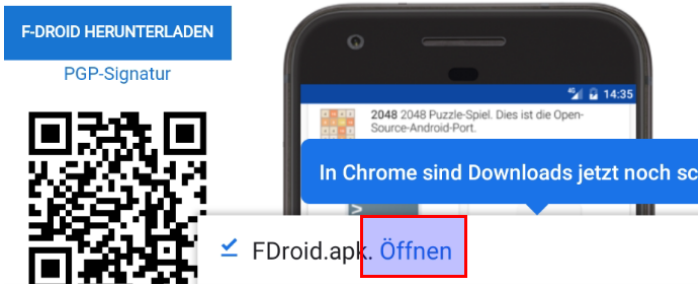 F-DROID HERUNTERLADEN
PGP-Signatur
14:35
2048 2048 Puzzle-Spiel. Dies ist die Open-
Source-Android-Port.
In Chrome sind Downloads jetzt noch
FDroid.apk. Öffnen